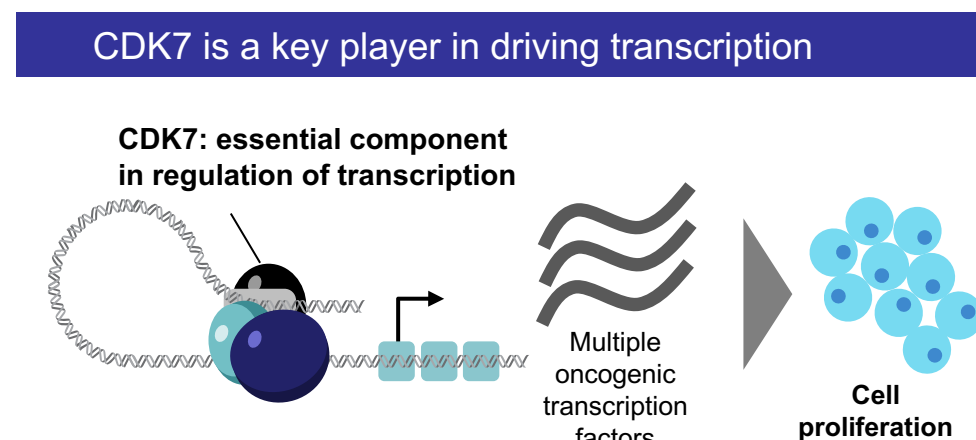 CDK7 is a key player in driving transcription
CDK7: essential component
in regulation of transcription
Multiple
oncogenic
transcription
factors
Cell
proliferation